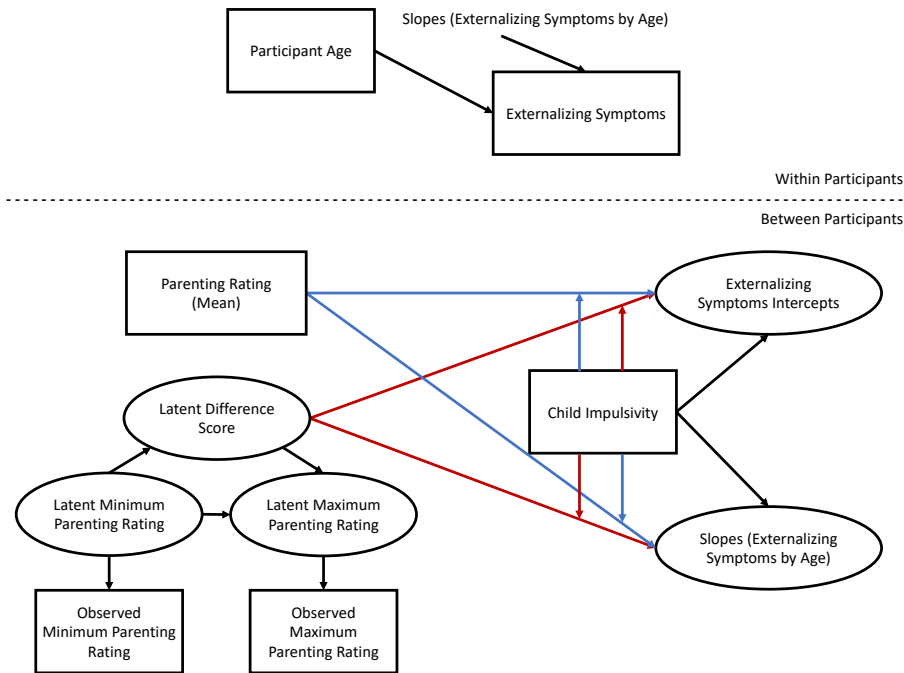 Slopes (Externalizing Symptoms by Age)
Participant Age
Externalizing Symptoms
Within Participants
Between Participants
Parenting Rating
(Mean)
Externalizing
Symptoms Intercepts
Latent Difference
Score
Child Impulsivity
Latent Minimum
Parenting Rating
Latent Maximum
Parenting Rating
Slopes (Externalizing
Symptoms by Age)
Observed
Minimum Parenting
Rating
Observed
Maximum
Parenting Rating